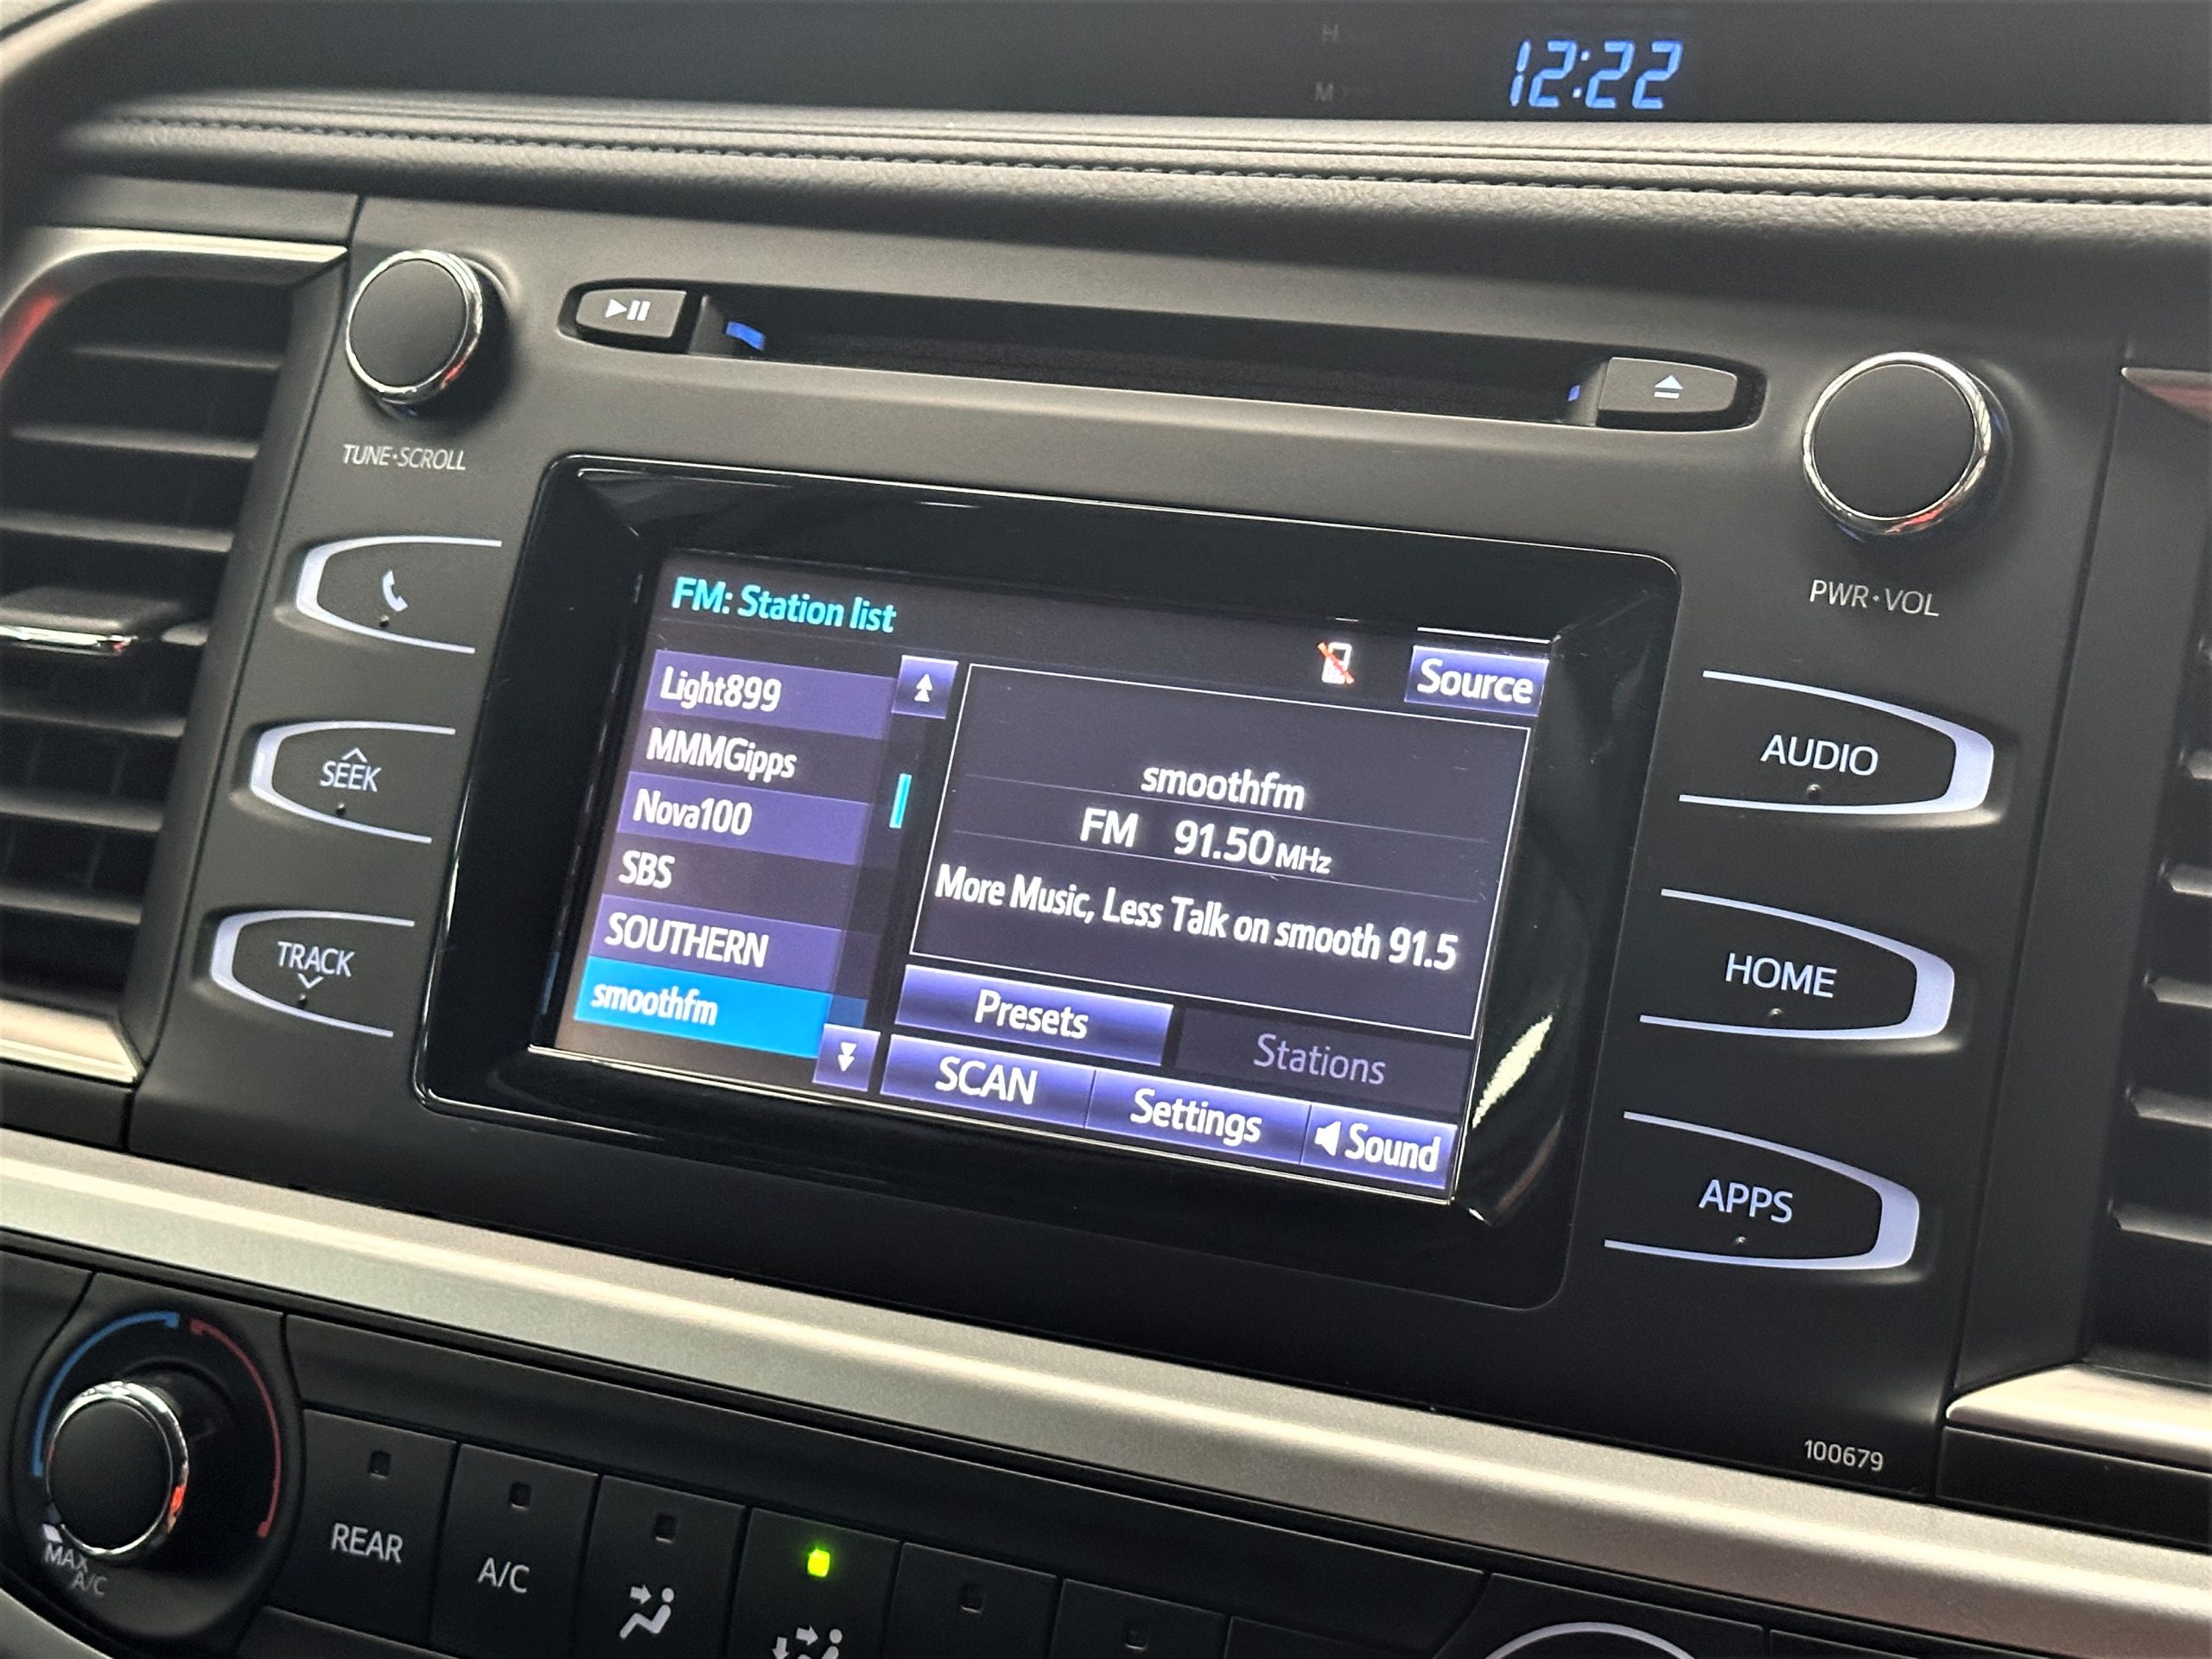 H
M
12:22
TUNE·SCROLL
PWR·VOL
FM: Station list
Source
Light899
MMMGipps
Nova100
SBS
SOUTHERN
smoothfm
smoothfm
FM 91.50MHz
More Music, Less Talk on smooth 91.5
Presets
Stations
SCAN
Settings
Sound
SEEK
TRACK
AUDIO
HOME
APPS
100679
MAX
A/C
REAR
A/C